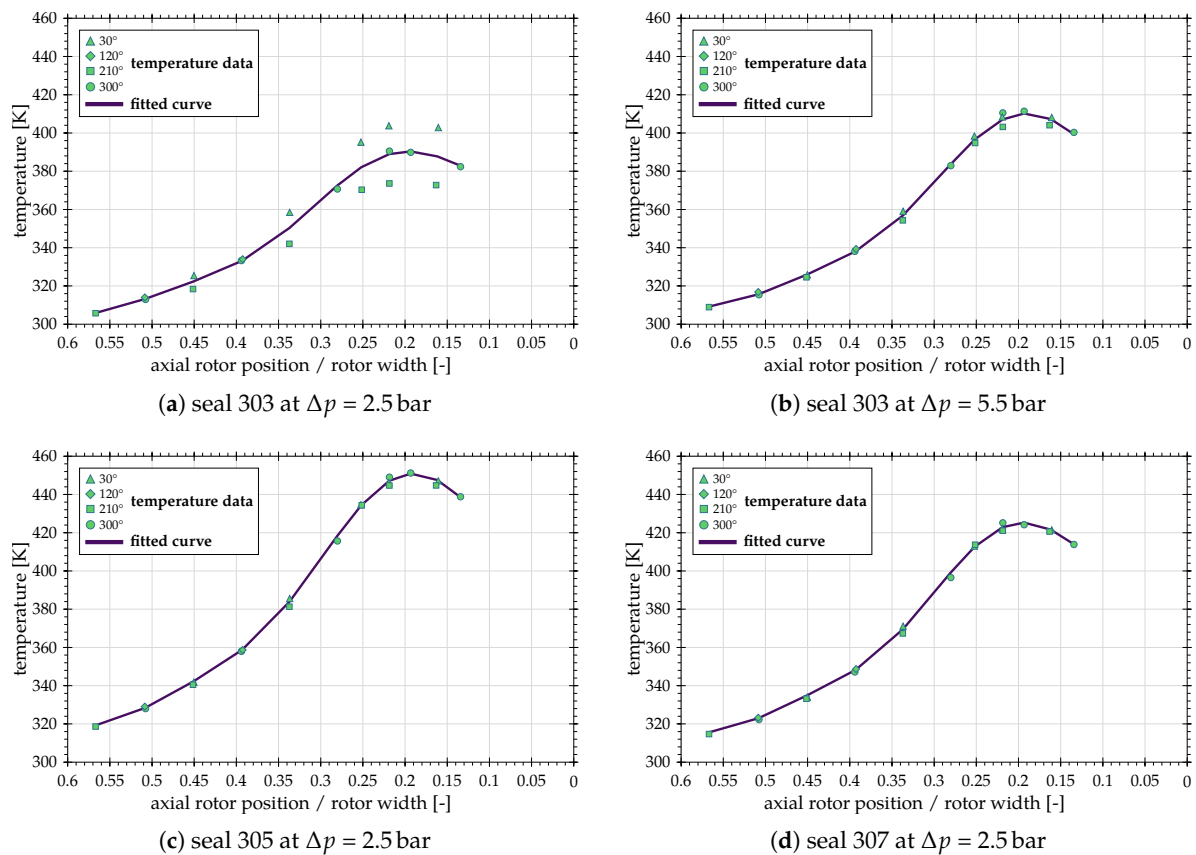 460
440
420
400
380
360
340
320
300
temperature [K]
30°
120°
210°
300°
temperature data
fitted curve
0.6 0.55 0.5 0.45 0.4 0.35 0.3 0.25 0.2 0.15 0.1 0.05 0
axial rotor position / rotor width [-]
(a) seal 303 at Δp = 2.5 bar
460
440
420
400
380
360
340
320
300
temperature [K]
30°
120°
210°
300°
temperature data
fitted curve
0.6 0.55 0.5 0.45 0.4 0.35 0.3 0.25 0.2 0.15 0.1 0.05 0
axial rotor position / rotor width [-]
(b) seal 303 at Δp = 5.5 bar
460
440
420
400
380
360
340
320
300
temperature [K]
30°
120°
210°
300°
temperature data
fitted curve
0.6 0.55 0.5 0.45 0.4 0.35 0.3 0.25 0.2 0.15 0.1 0.05 0
axial rotor position / rotor width [-]
(c) seal 305 at Δp = 2.5 bar
460
440
420
400
380
360
340
320
300
temperature [K]
30°
120°
210°
300°
temperature data
fitted curve
0.6 0.55 0.5 0.45 0.4 0.35 0.3 0.25 0.2 0.15 0.1 0.05 0
axial rotor position / rotor width [-]
(d) seal 307 at Δp = 2.5 bar